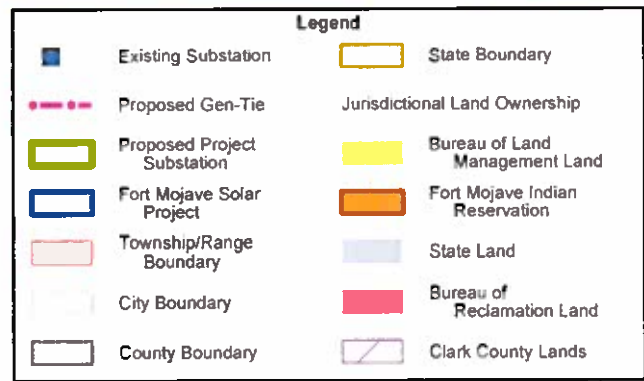 Legend
Existing Substation
Proposed Gen-Tie
Proposed Project
Substation
Fort Mojave Solar
Project
Township/Range
Boundary
City Boundary
County Boundary
State Boundary
Jurisdictional Land Ownership
Bureau of Land
Management Land
Fort Mojave Indian
Reservation
State Land
Bureau of
Reclamation Land
Clark County Lands